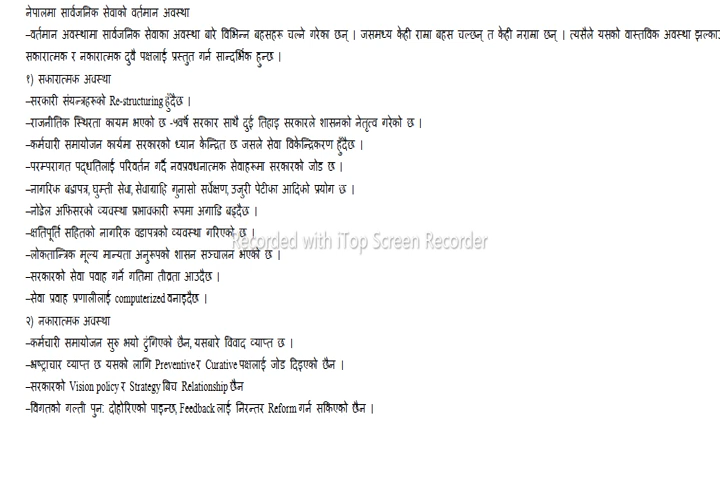 नेपालमा सार्वजनिक सेवाको वर्तमान अवस्था
–वर्तमान अवस्थामा सार्वजनिक सेवाका अवस्था बारे विभिन्न बहसहरू चल्ने गरेका छन् । जसमध्य केही राम्रा बहस चल्छन् त केही नराम्रा छन् । त्यसैले यसको वास्तविक अवस्था झल्काउ
सकारात्मक र नकारात्मक दुवै पक्षलाई प्रस्तुत गर्न सान्दर्भिक हुन्छ ।
१) सकारात्मक अवस्था
–सरकारी संयन्त्रहरुको Re-structuring हुँदैछ ।
–राजनीतिक स्थिरता कायम भएको छ -५वर्षे सरकार साथै दुई तिहाइ सरकारले शासनको नेतृत्व गरेको छ ।
–कर्मचारी समायोजन कार्यमा सरकारको ध्यान केन्द्रित छ जसले सेवा विकेन्द्रिकरण हुँदैछ ।
–परम्परागत पद्धतिलाई परिवर्तन गर्दै नवप्रवधनात्मक सेवाहरूमा सरकारको जोड छ ।
–नागरिक बडापत्र, घुम्ती सेवा, सेवाग्राहि गुनासो सर्वेक्षण, उजुरी पेटीका आदिको प्रयोग छ ।
–नोडेल अफिसरको व्यवस्था प्रभावकारी रूपमा अगाडि बढ्दैछ ।
–क्षतिपूर्ति सहितको नागरिक वडापत्रको व्यवस्था गरिएको छ ।
–लोकतान्त्रिक मूल्य मान्यता अनुरूपको शासन सञ्चालन भएको छ ।
–सरकारको सेवा पवाह गर्ने गतिमा तीव्रता आउदैछ ।
–सेवा प्रवाह प्रणालीलाई computerized वनाइदैछ ।
२) नकारात्मक अवस्था
–कर्मचारी समायोजन सुरु भयो टुंगिएको छैन, यसबारे विवाद व्याप्त छ ।
–भ्रष्ट्राचार व्याप्त छ यसको लागि Preventive र Curative पक्षलाई जोड दिइएको छैन ।
–सरकारको Vision policy र Strategy बिच Relationship छैन
–विगतको गल्ती पुन: दोहोरिएको पाइन्छ, Feedback लाई निरन्तर Reform गर्न सकिएको छैन ।
Recorded with iTop Screen Recorder